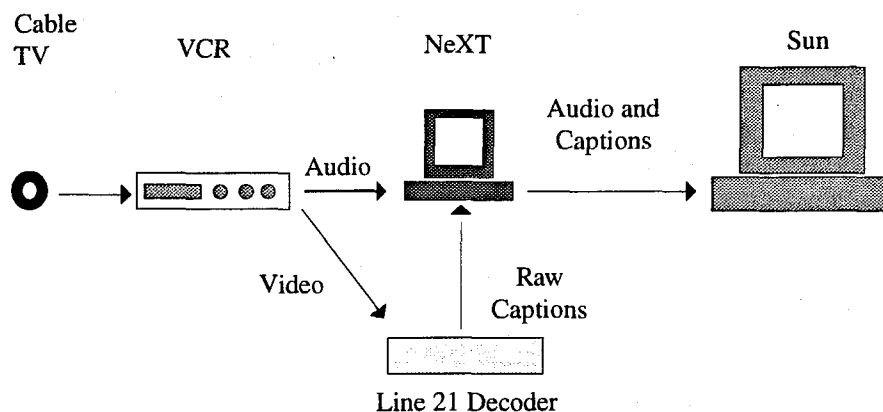 Cable
TV
VCR
NeXT
Sun
Audio
Audio and
Captions
Video
Raw
Captions
Line 21 Decoder